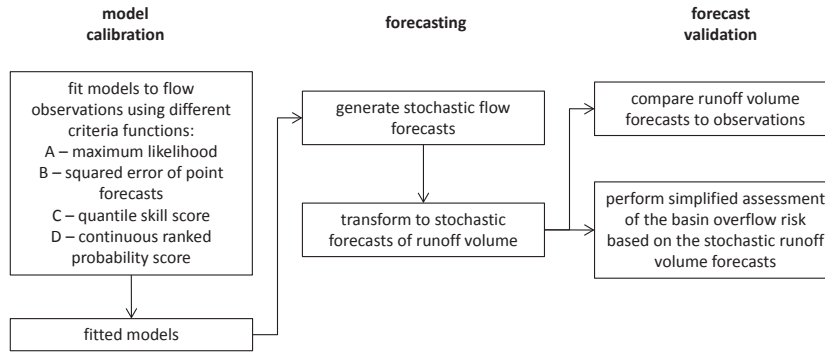 model
calibration
fit models to flow
observations using different
criteria functions:
A – maximum likelihood
B – squared error of point
forecasts
C – quantile skill score
D – continuous ranked
probability score
fitted models
forecasting
generate stochastic flow
forecasts
transform to stochastic
forecasts of runoff volume
forecast
validation
compare runoff volume
forecasts to observations
perform simplified assessment
of the basin overflow risk
based on the stochastic runoff
volume forecasts